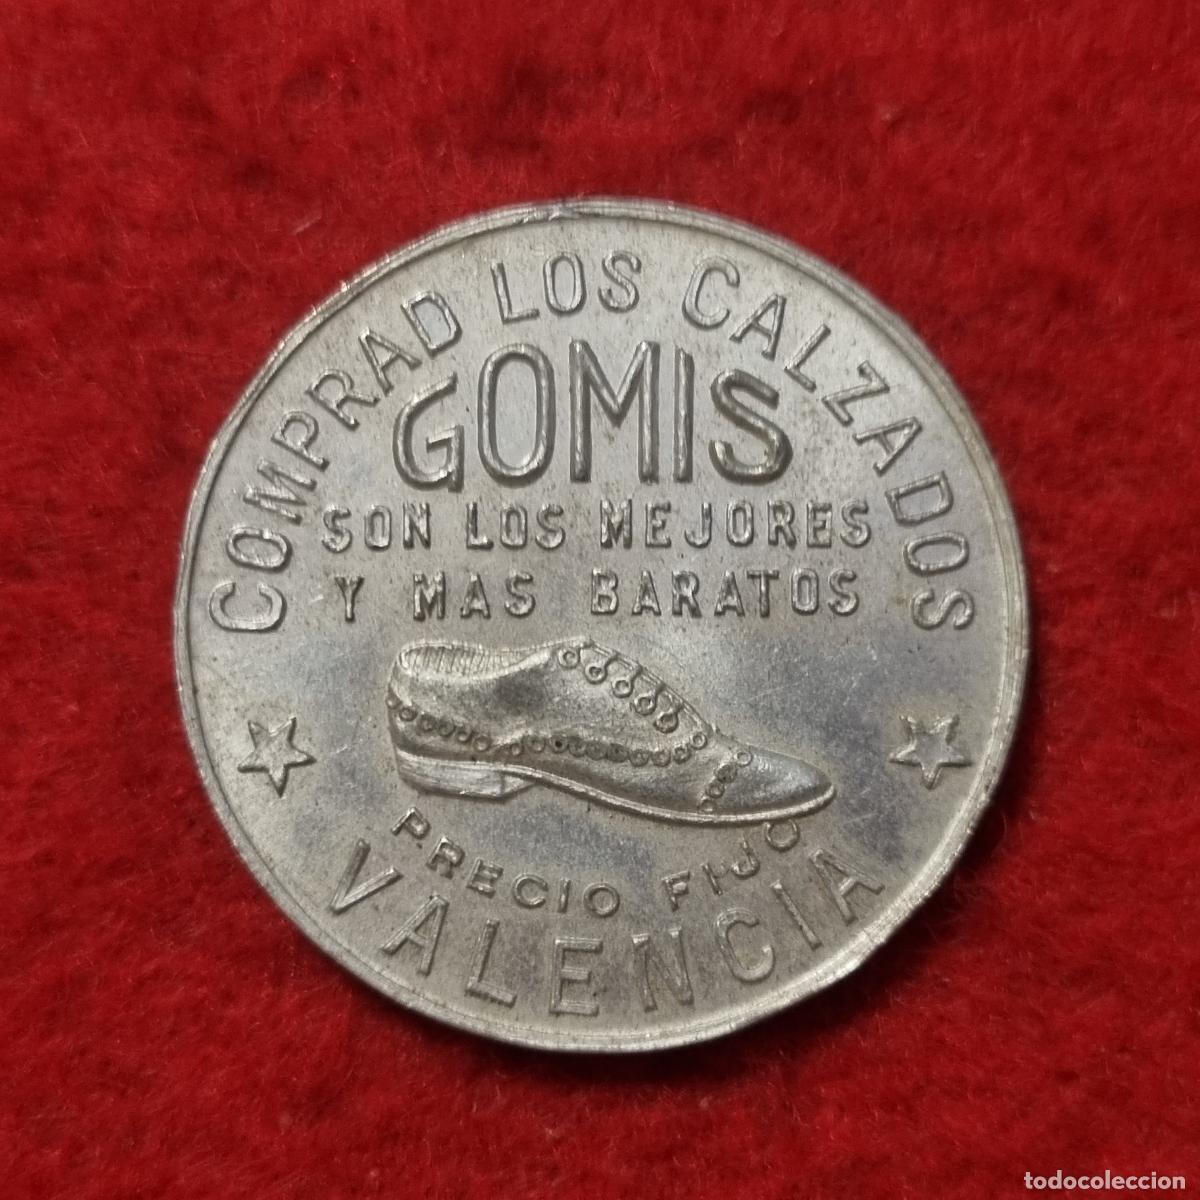 COMPRAD LOS CALZADOS
GOMIS
SON LOS MEJORES
Y MAS BARATOS
PRECIO FIJO
VALENCIA
todocoleccion